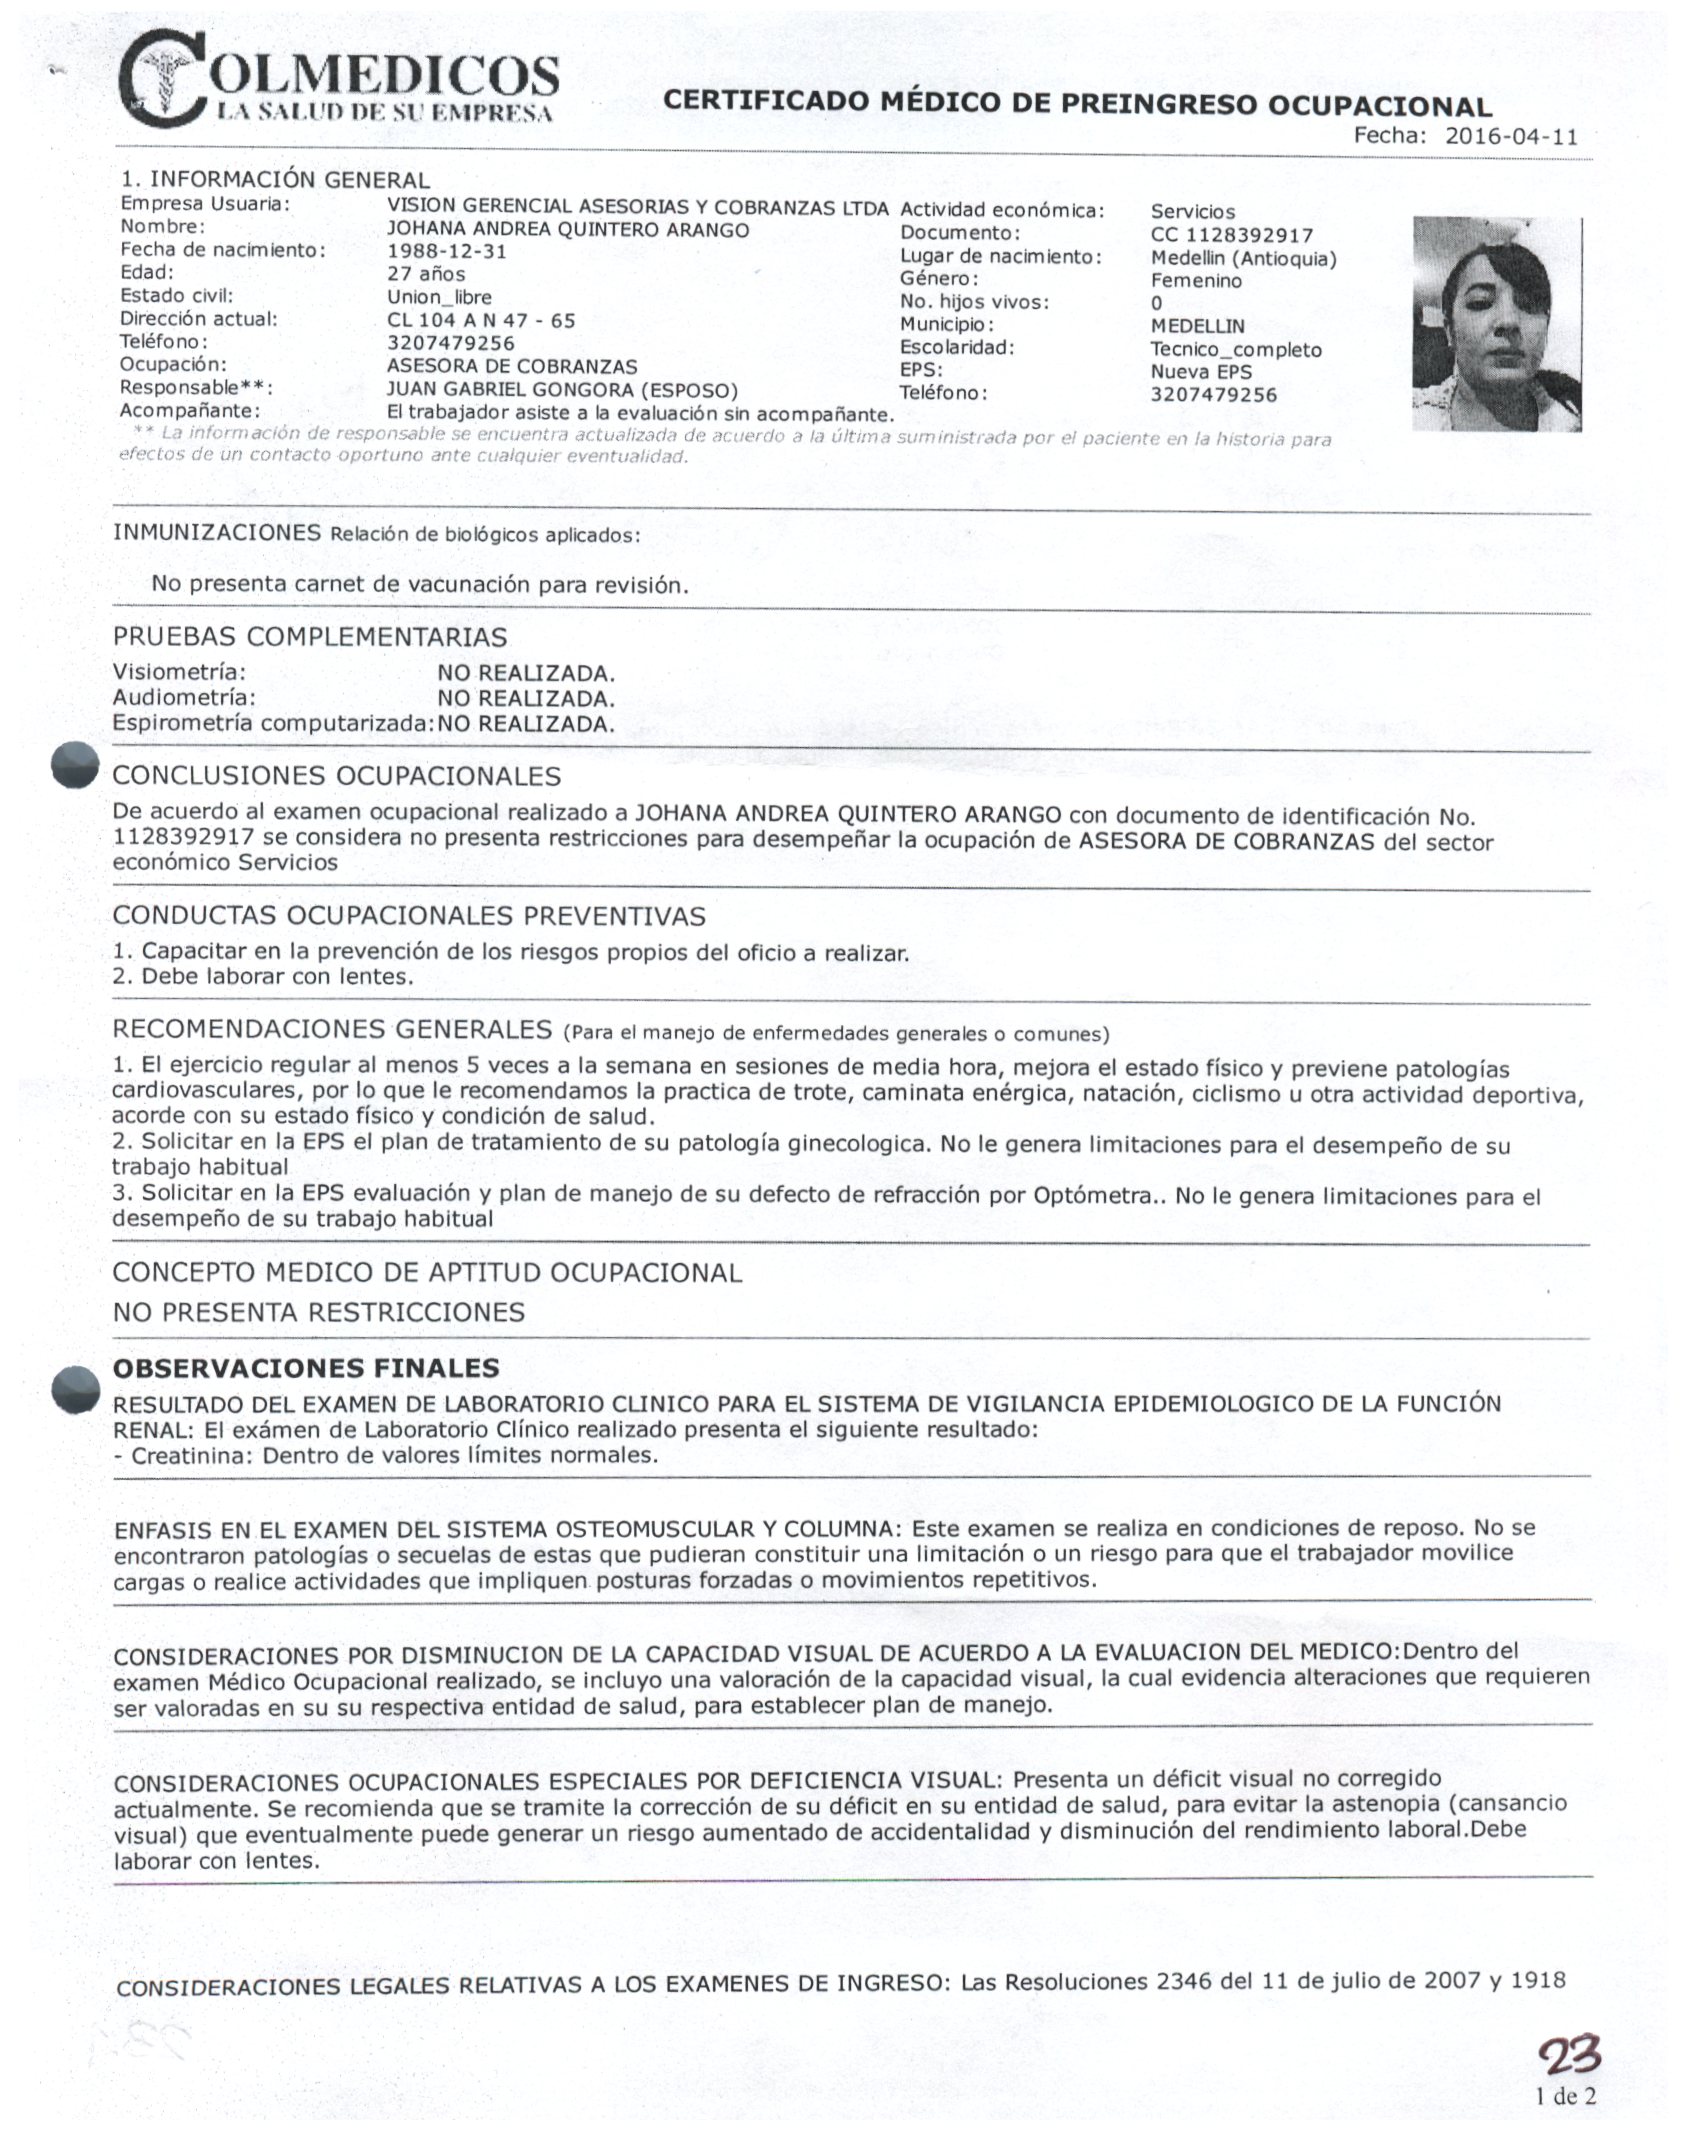 COLMEDICOS
LA SALUD DE SU EMPRESA
CERTIFICADO MÉDICO DE PREINGRESO OCUPACIONAL
Fecha: 2016-04-11
1. INFORMACIÓN GENERAL
Empresa Usuaria: VISION GERENCIAL ASESORIAS Y COBRANZAS LTDA Actividad económica: Servicios
Nombre: JOHANA ANDREA QUINTERO ARANGO Documento: CC 1128392917
Fecha de nacimiento: 1988-12-31 Lugar de nacimiento: Medellin (Antioquia)
Edad: 27 años Género: Femenino
Estado civil: Union_libre No. hijos vivos: 0
Dirección actual: CL 104 A N 47 - 65 Municipio: MEDELLIN
Teléfono: 3207479256 Escolaridad: Tecnico_completo
Ocupación: ASESORA DE COBRANZAS EPS: Nueva EPS
Responsable**: JUAN GABRIEL GONGORA (ESPOSO) Teléfono: 3207479256
Acompañante: El trabajador asiste a la evaluación sin acompañante.
** La información de responsable se encuentra actualizada de acuerdo a la última suministrada por el paciente en la historia para
efectos de un contacto oportuno ante cualquier eventualidad.
INMUNIZACIONES Relación de biológicos aplicados:
No presenta carnet de vacunación para revisión.
PRUEBAS COMPLEMENTARIAS
Visiometría: NO REALIZADA.
Audiometría: NO REALIZADA.
Espirometría computarizada: NO REALIZADA.
CONCLUSIONES OCUPACIONALES
De acuerdo al examen ocupacional realizado a JOHANA ANDREA QUINTERO ARANGO con documento de identificación No.
1128392917 se considera no presenta restricciones para desempeñar la ocupación de ASESORA DE COBRANZAS del sector
económico Servicios
CONDUCTAS OCUPACIONALES PREVENTIVAS
1. Capacitar en la prevención de los riesgos propios del oficio a realizar.
2. Debe laborar con lentes.
RECOMENDACIONES GENERALES (Para el manejo de enfermedades generales o comunes)
1. El ejercicio regular al menos 5 veces a la semana en sesiones de media hora, mejora el estado físico y previene patologías
cardiovasculares, por lo que le recomendamos la practica de trote, caminata enérgica, natación, ciclismo u otra actividad deportiva,
acorde con su estado físico y condición de salud.
2. Solicitar en la EPS el plan de tratamiento de su patología ginecologica. No le genera limitaciones para el desempeño de su
trabajo habitual
3. Solicitar en la EPS evaluación y plan de manejo de su defecto de refracción por Optómetra.. No le genera limitaciones para el
desempeño de su trabajo habitual
CONCEPTO MEDICO DE APTITUD OCUPACIONAL
NO PRESENTA RESTRICCIONES
OBSERVACIONES FINALES
RESULTADO DEL EXAMEN DE LABORATORIO CLINICO PARA EL SISTEMA DE VIGILANCIA EPIDEMIOLOGICO DE LA FUNCIÓN
RENAL: El exámen de Laboratorio Clínico realizado presenta el siguiente resultado:
- Creatinina: Dentro de valores límites normales.
ENFASIS EN EL EXAMEN DEL SISTEMA OSTEOMUSCULAR Y COLUMNA: Este examen se realiza en condiciones de reposo. No se
encontraron patologías o secuelas de estas que pudieran constituir una limitación o un riesgo para que el trabajador movilice
cargas o realice actividades que impliquen posturas forzadas o movimientos repetitivos.
CONSIDERACIONES POR DISMINUCION DE LA CAPACIDAD VISUAL DE ACUERDO A LA EVALUACION DEL MEDICO:Dentro del
examen Médico Ocupacional realizado, se incluyo una valoración de la capacidad visual, la cual evidencia alteraciones que requieren
ser valoradas en su su respectiva entidad de salud, para establecer plan de manejo.
CONSIDERACIONES OCUPACIONALES ESPECIALES POR DEFICIENCIA VISUAL: Presenta un déficit visual no corregido
actualmente. Se recomienda que se tramite la corrección de su déficit en su entidad de salud, para evitar la astenopia (cansancio
visual) que eventualmente puede generar un riesgo aumentado de accidentalidad y disminución del rendimiento laboral.Debe
laborar con lentes.
CONSIDERACIONES LEGALES RELATIVAS A LOS EXAMENES DE INGRESO: Las Resoluciones 2346 del 11 de julio de 2007 y 1918
23
1 de 2